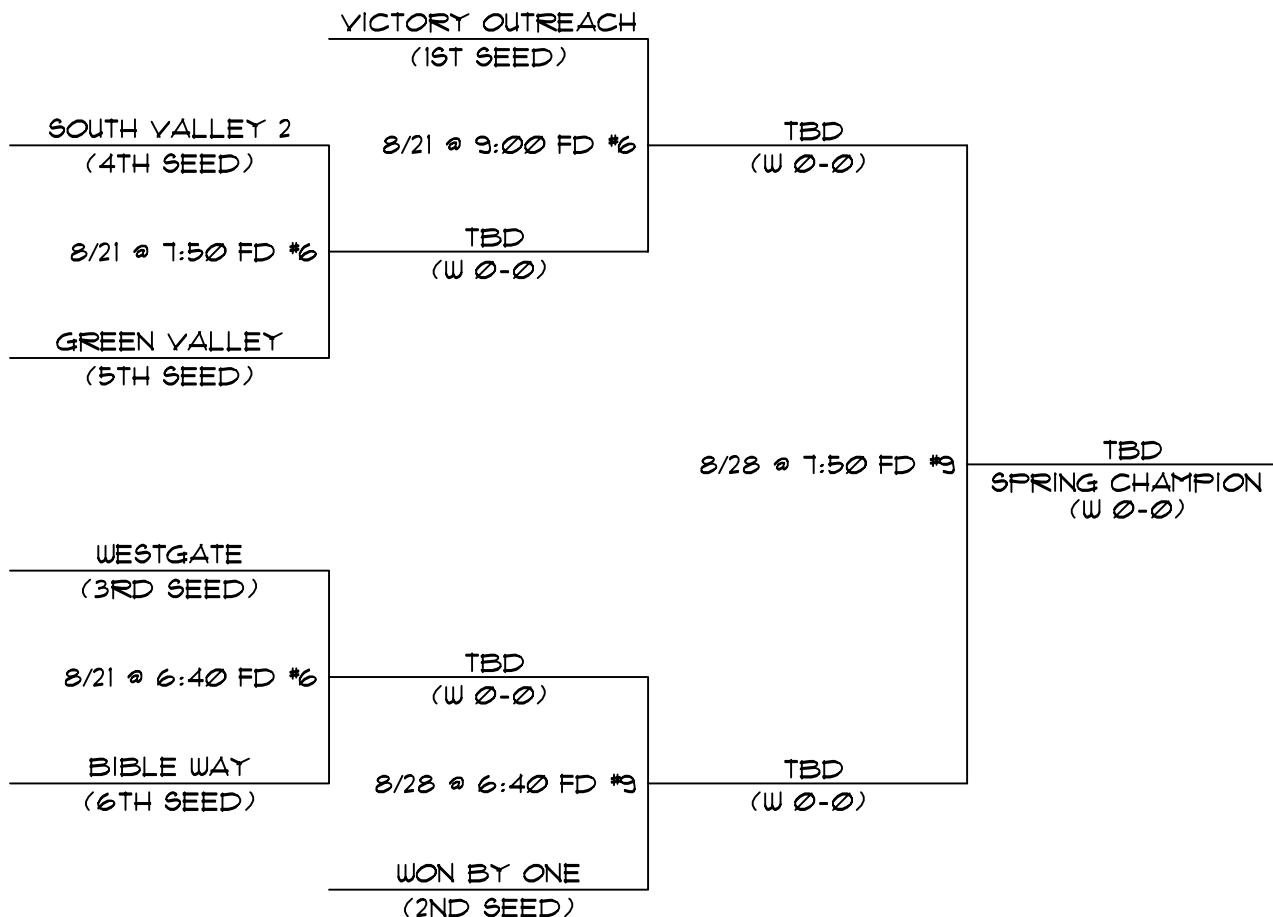 VICTORY OUTREACH
(1ST SEED)
SOUTH VALLEY 2
(4TH SEED)
8/21 @ 9:00 FD #6
TBD
(W 0-0)
8/21 @ 7:50 FD #6
TBD
(W 0-0)
GREEN VALLEY
(5TH SEED)
8/28 @ 7:50 FD #9
TBD
SPRING CHAMPION
(W 0-0)
WESTGATE
(3RD SEED)
8/21 @ 6:40 FD #6
TBD
(W 0-0)
BIBLE WAY
(6TH SEED)
8/28 @ 6:40 FD #9
TBD
(W 0-0)
WON BY ONE
(2ND SEED)